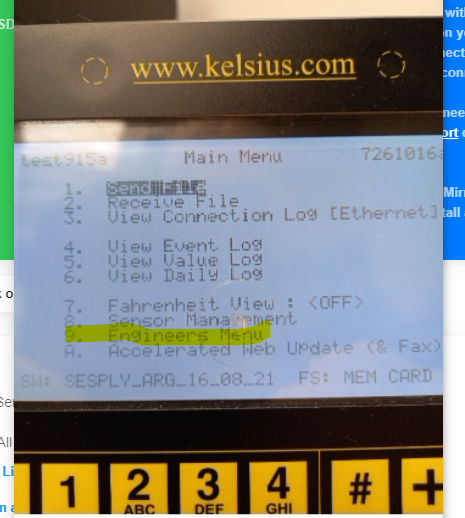 www.kelsius.com
test915a Main Menu 7261016a
1. Send File
2. Receive File
3. View Connection Log [Ethernet]
4. View Event Log
5. View Value Log
6. View Daily Log
7. Fahrenheit View : <OFF>
8. Sensor Management
9. Engineers Menu
A. Accelerated Web Update (& Fax)
SW: SESPLY_ARG_16_08_21 FS: MEM CARD
1 2 3 4 # +
ABC DEF GHI